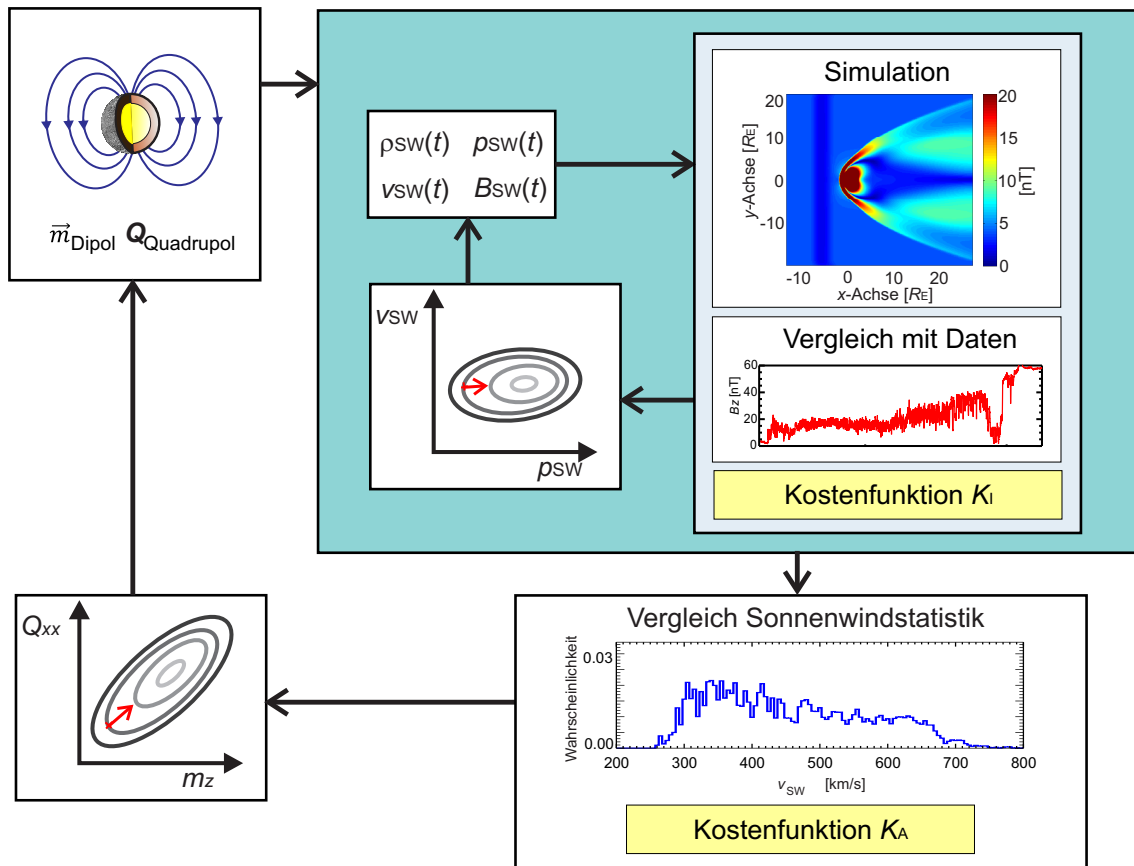 m⃗Dipol QQuadrupol
ρSW(t) pSW(t)
vSW(t) BSW(t)
vSW
pSW
Simulation
y-Achse [RE]
20
10
0
-10
-10 0 10 20
x-Achse [RE]
20
15
10
5
0
[nT]
Vergleich mit Daten
Bz [nT]
60
40
20
0
Kostenfunktion KI
Qxx
mz
Vergleich Sonnenwindstatistik
Wahrscheinlichkeit
0.03
0.00
200 300 400 500 600 700 800
vSW [km/s]
Kostenfunktion KA